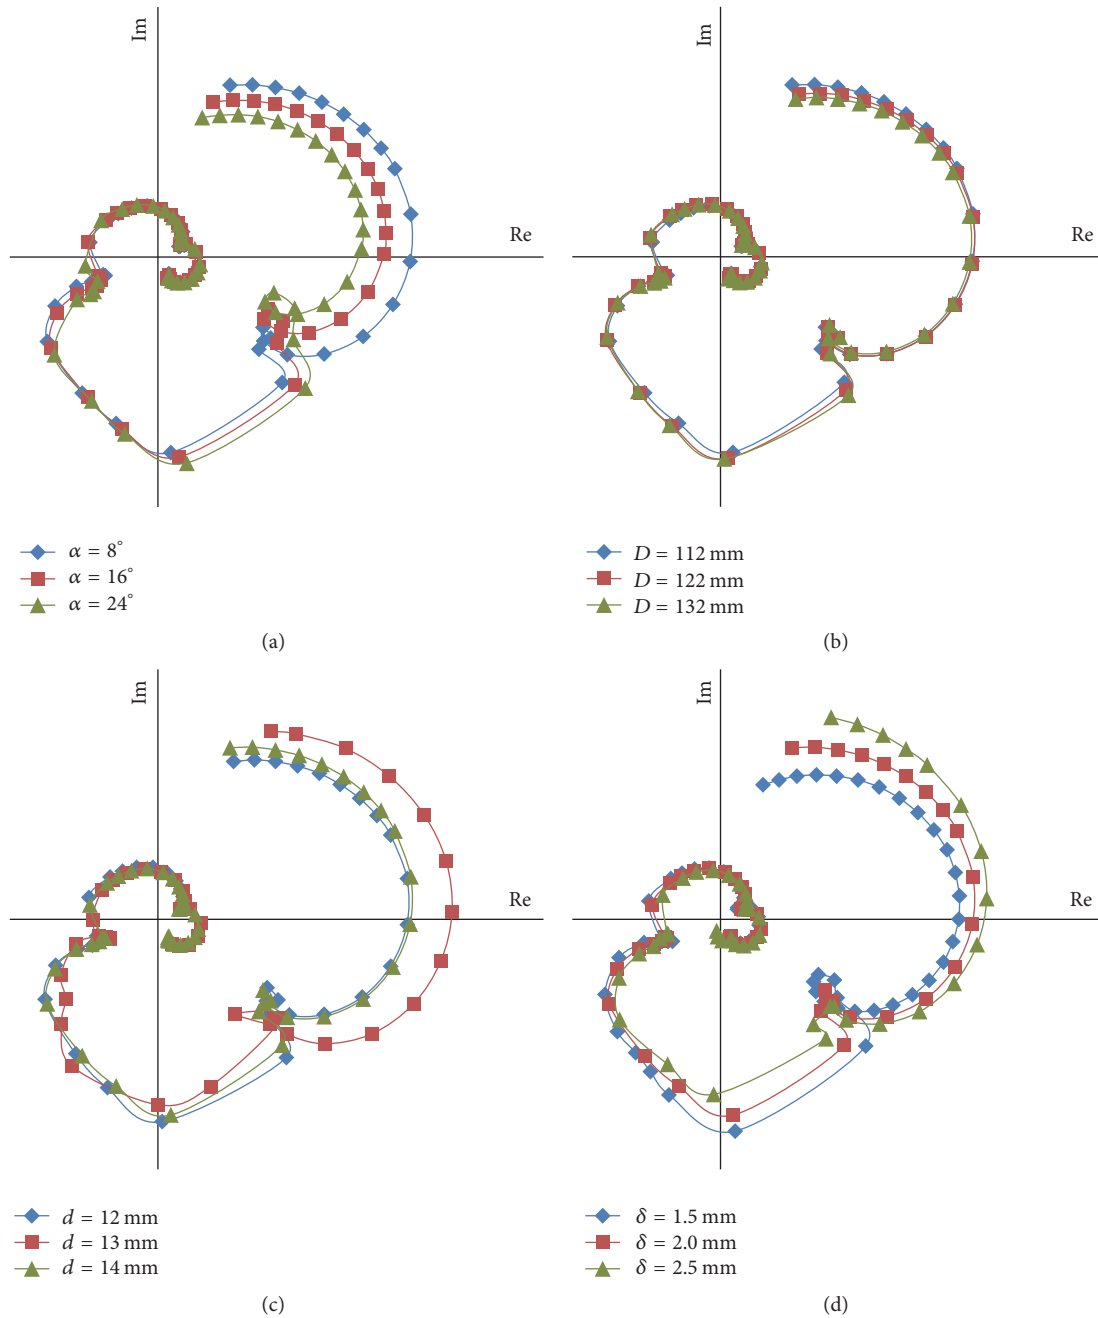 Im
Re
α = 8°
α = 16°
α = 24°
(a)
Im
Re
D = 112 mm
D = 122 mm
D = 132 mm
(b)
Im
Re
d = 12 mm
d = 13 mm
d = 14 mm
(c)
Im
Re
δ = 1.5 mm
δ = 2.0 mm
δ = 2.5 mm
(d)